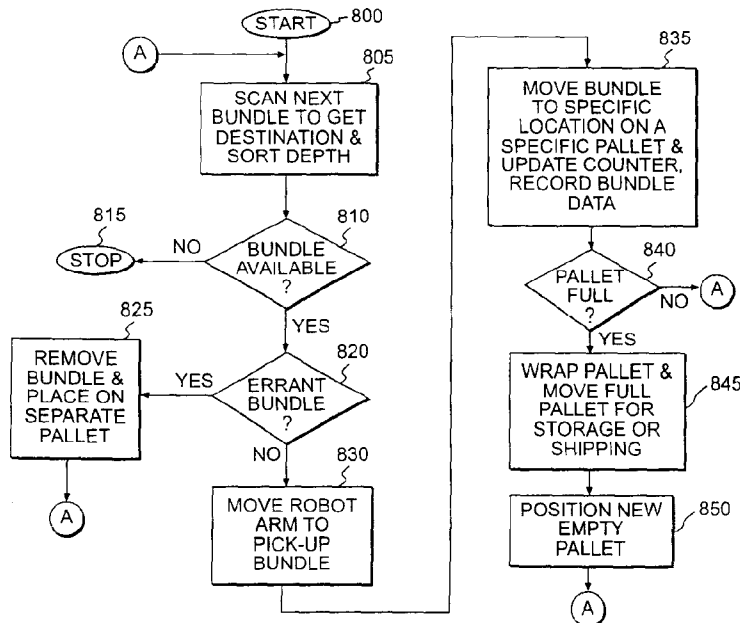 START
800
A
805
SCAN NEXT
BUNDLE TO GET
DESTINATION &
SORT DEPTH
810
BUNDLE
AVAILABLE
?
NO
815
STOP
YES
820
ERRANT
BUNDLE
?
YES
825
REMOVE
BUNDLE &
PLACE ON
SEPARATE
PALLET
A
NO
830
MOVE ROBOT
ARM TO
PICK-UP
BUNDLE
835
MOVE BUNDLE
TO SPECIFIC
LOCATION ON A
SPECIFIC PALLET &
UPDATE COUNTER,
RECORD BUNDLE
DATA
840
PALLET
FULL
?
NO
A
YES
WRAP PALLET &
MOVE FULL
PALLET FOR
STORAGE OR
SHIPPING
845
POSITION NEW
EMPTY
PALLET
850
A